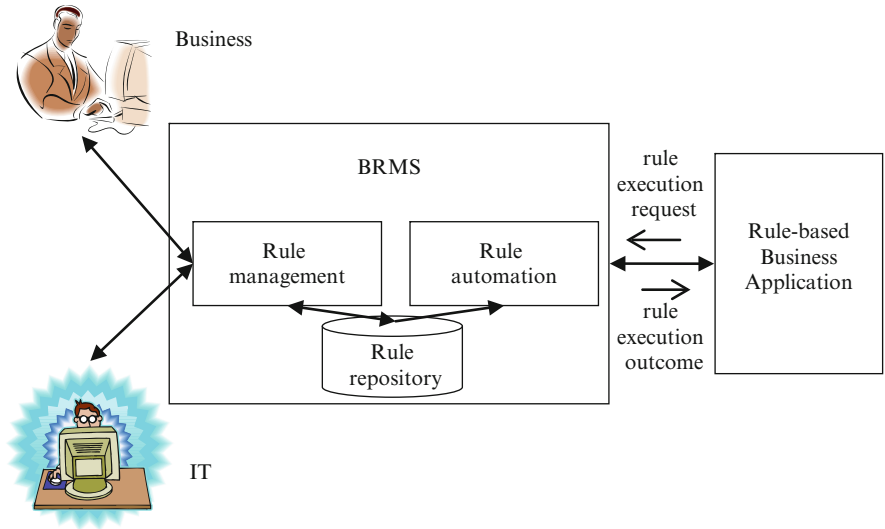 Business
BRMS
Rule
management
Rule
automation
Rule
repository
rule
execution
request
rule
execution
outcome
Rule-based
Business
Application
IT